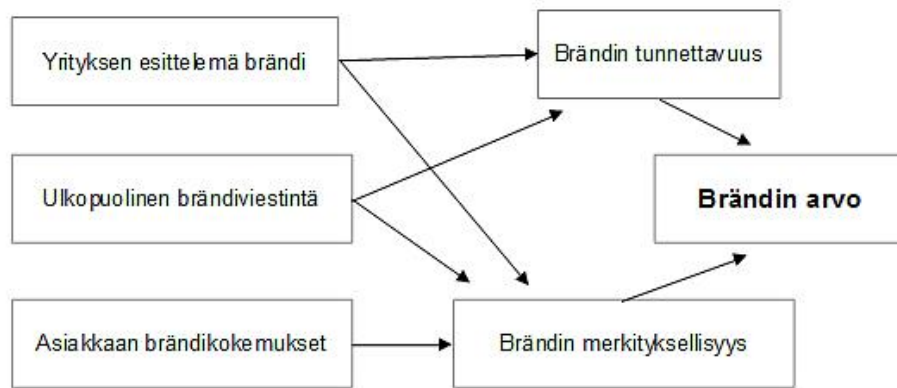 Yrityksen esittelemä brändi
Brändin tunnettavuus
Ulkopuolinen brändiviestintä
Brändin arvo
Asiakkaan brändikokemukset
Brändin merkityksellisyys